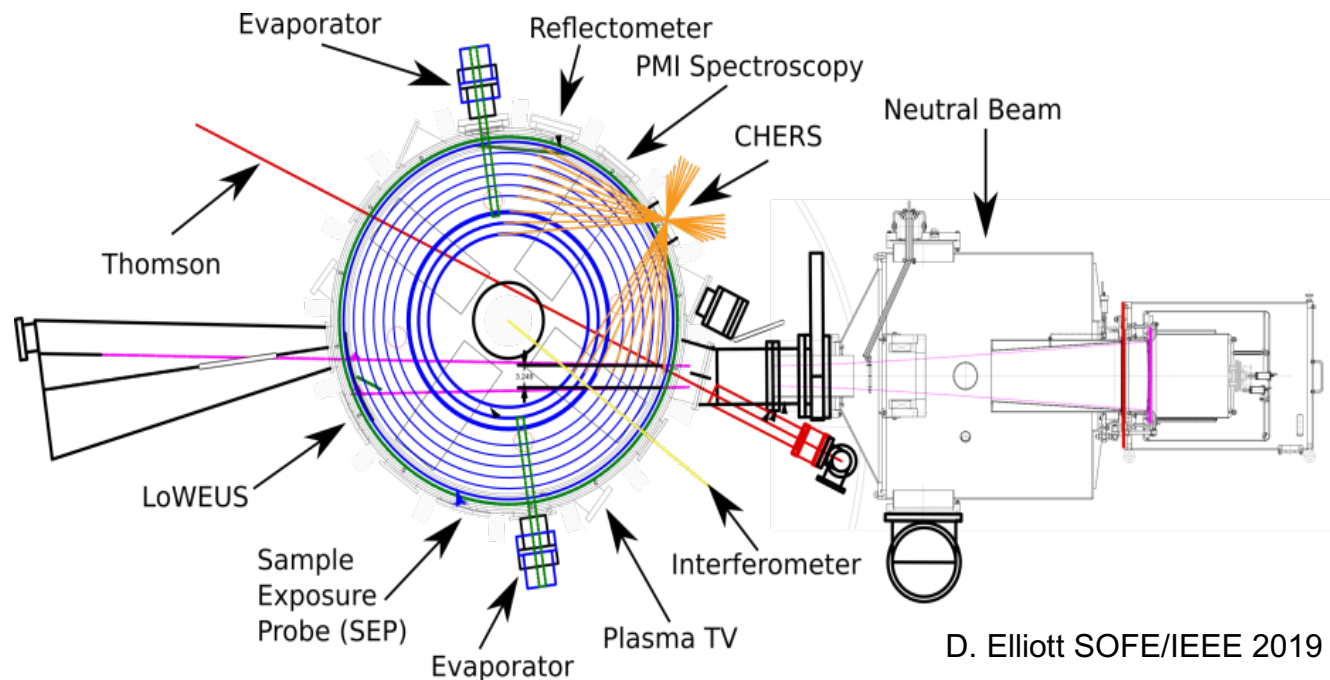 Evaporator
Reflectometer
PMI Spectroscopy
CHERS
Neutral Beam
Thomson
LoWEUS
Sample
Exposure
Probe (SEP)
Evaporator
Plasma TV
Interferometer
D. Elliott SOFE/IEEE 2019